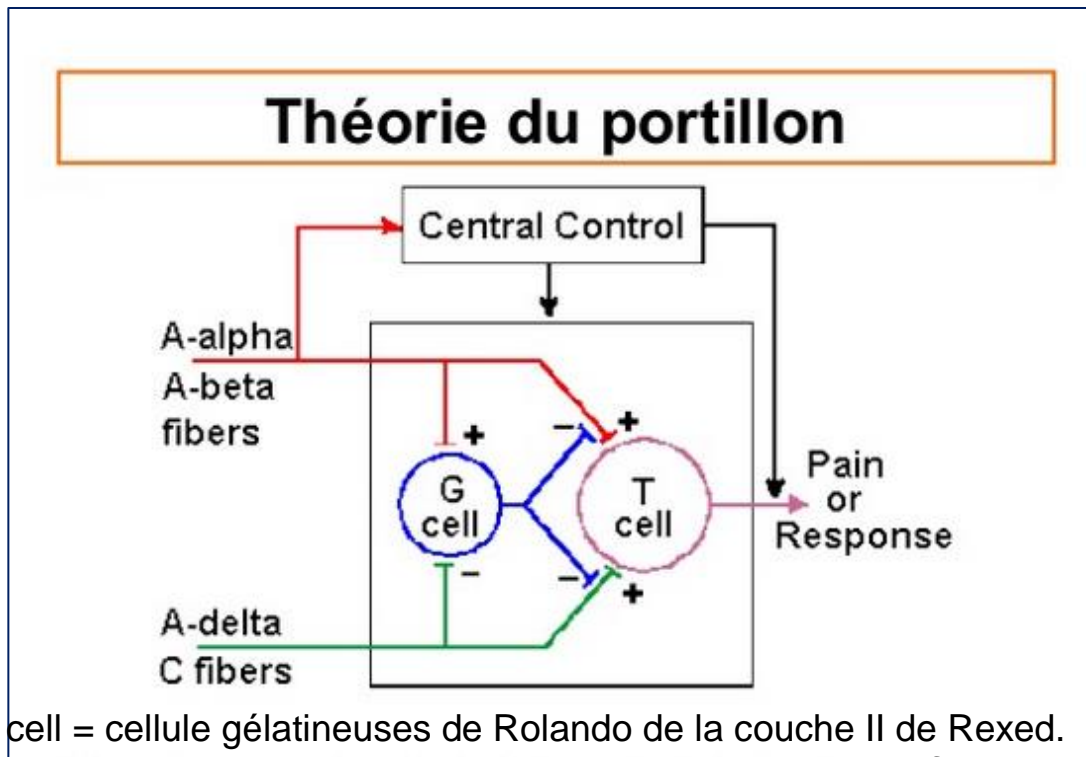 Théorie du portillon
Central Control
A-alpha
A-beta
fibers
+
–
+
G
cell
T
cell
Pain
or
Response
–
–
+
A-delta
C fibers
cell = cellule gélatineuses de Rolando de la couche II de Rexed.